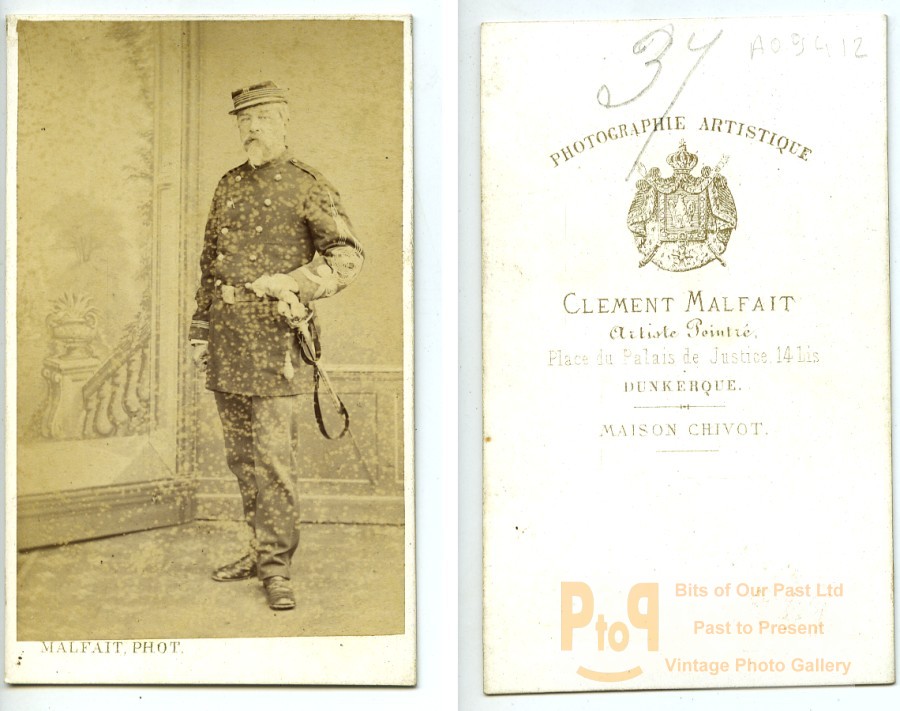 MALFAIT, PHOT.
37
A09412
PHOTOGRAPHIE ARTISTIQUE
CLEMENT MALFAIT
Artiste Peintre,
Place du Palais de Justice. 14 bis
DUNKERQUE.
MAISON CHIVOT.
PtoP
Bits of Our Past Ltd
Past to Present
Vintage Photo Gallery